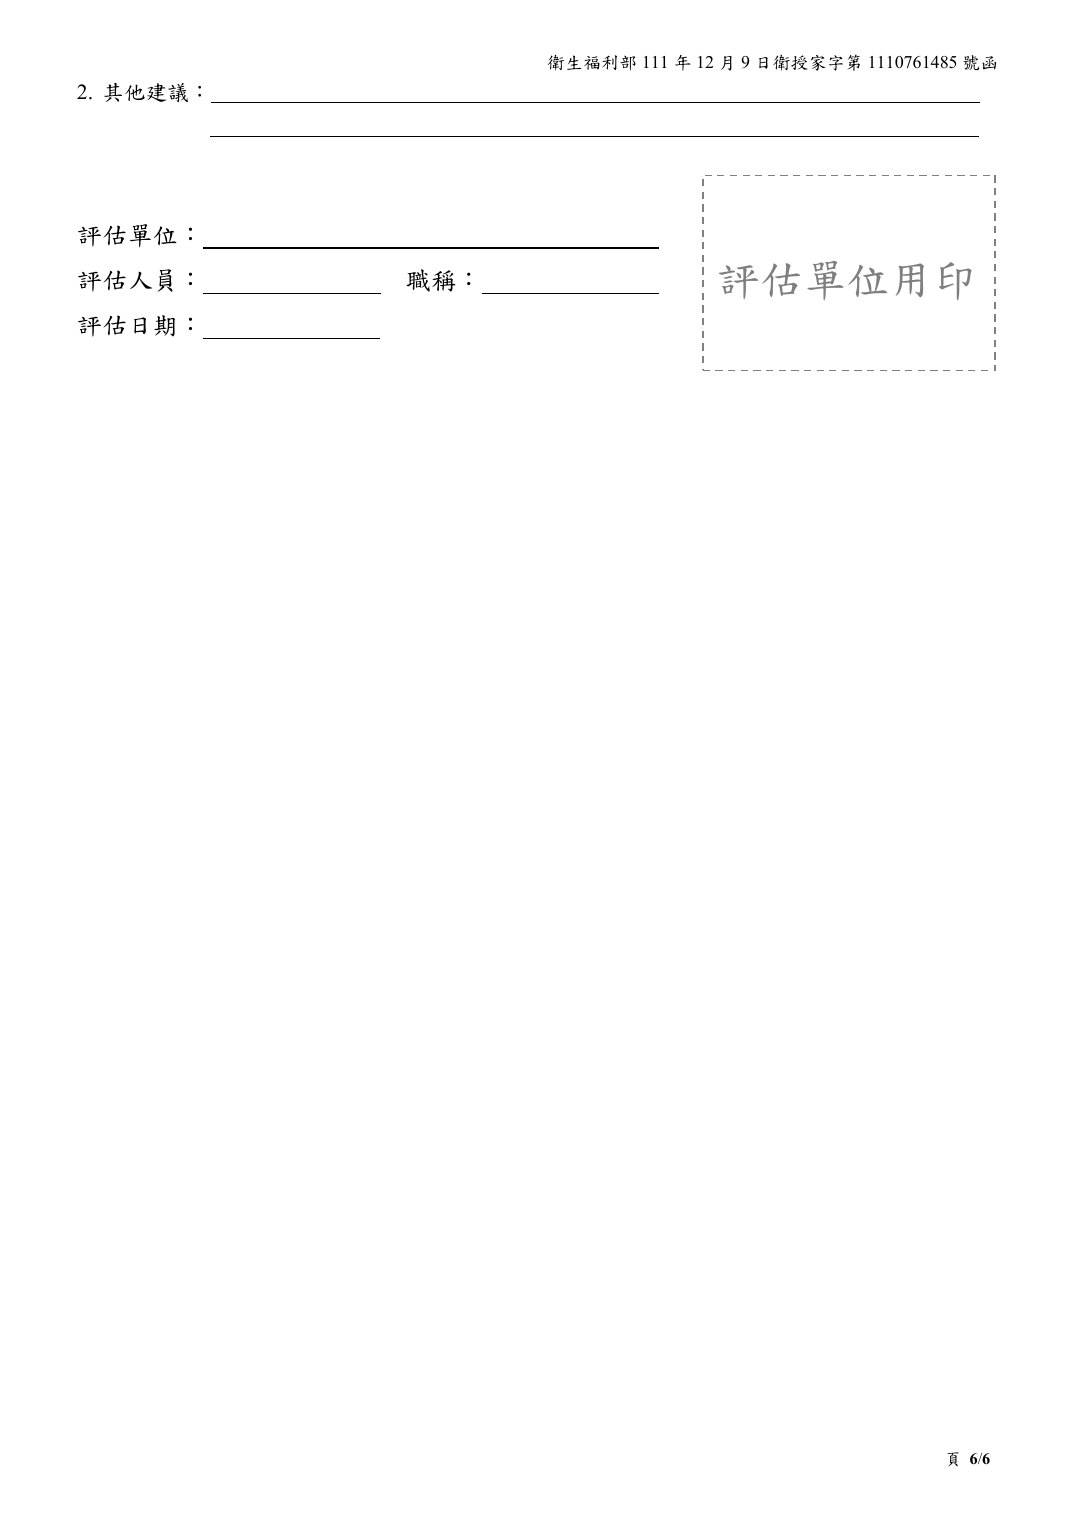 衛生福利部 111 年 12 月 9 日衛授家字第 1110761485 號函
2. 其他建議：
評估單位：
評估人員： 職稱：
評估日期：
評估單位用印
頁 6/6